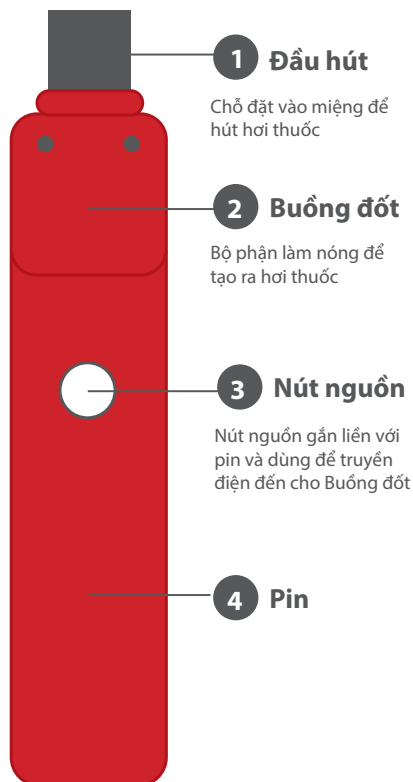 1 Đầu hút
Chỗ đặt vào miệng để
hút hơi thuốc
2 Buồng đốt
Bộ phận làm nóng để
tạo ra hơi thuốc
3 Nút nguồn
Nút nguồn gắn liền với
pin và dùng để truyền
điện đến cho Buồng đốt
4 Pin